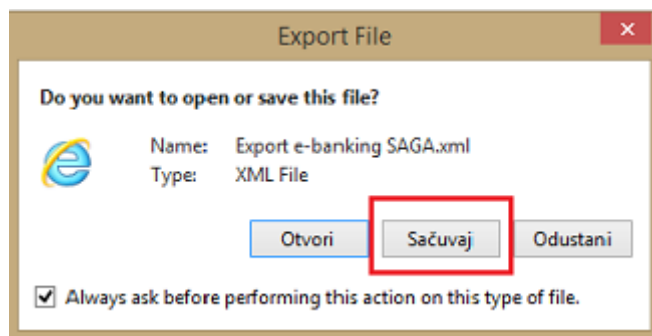 Export File
Do you want to open or save this file?
Name: Export e-banking SAGA.xml
Type: XML File
Otvori Sačuvaj Odustani
Always ask before performing this action on this type of file.